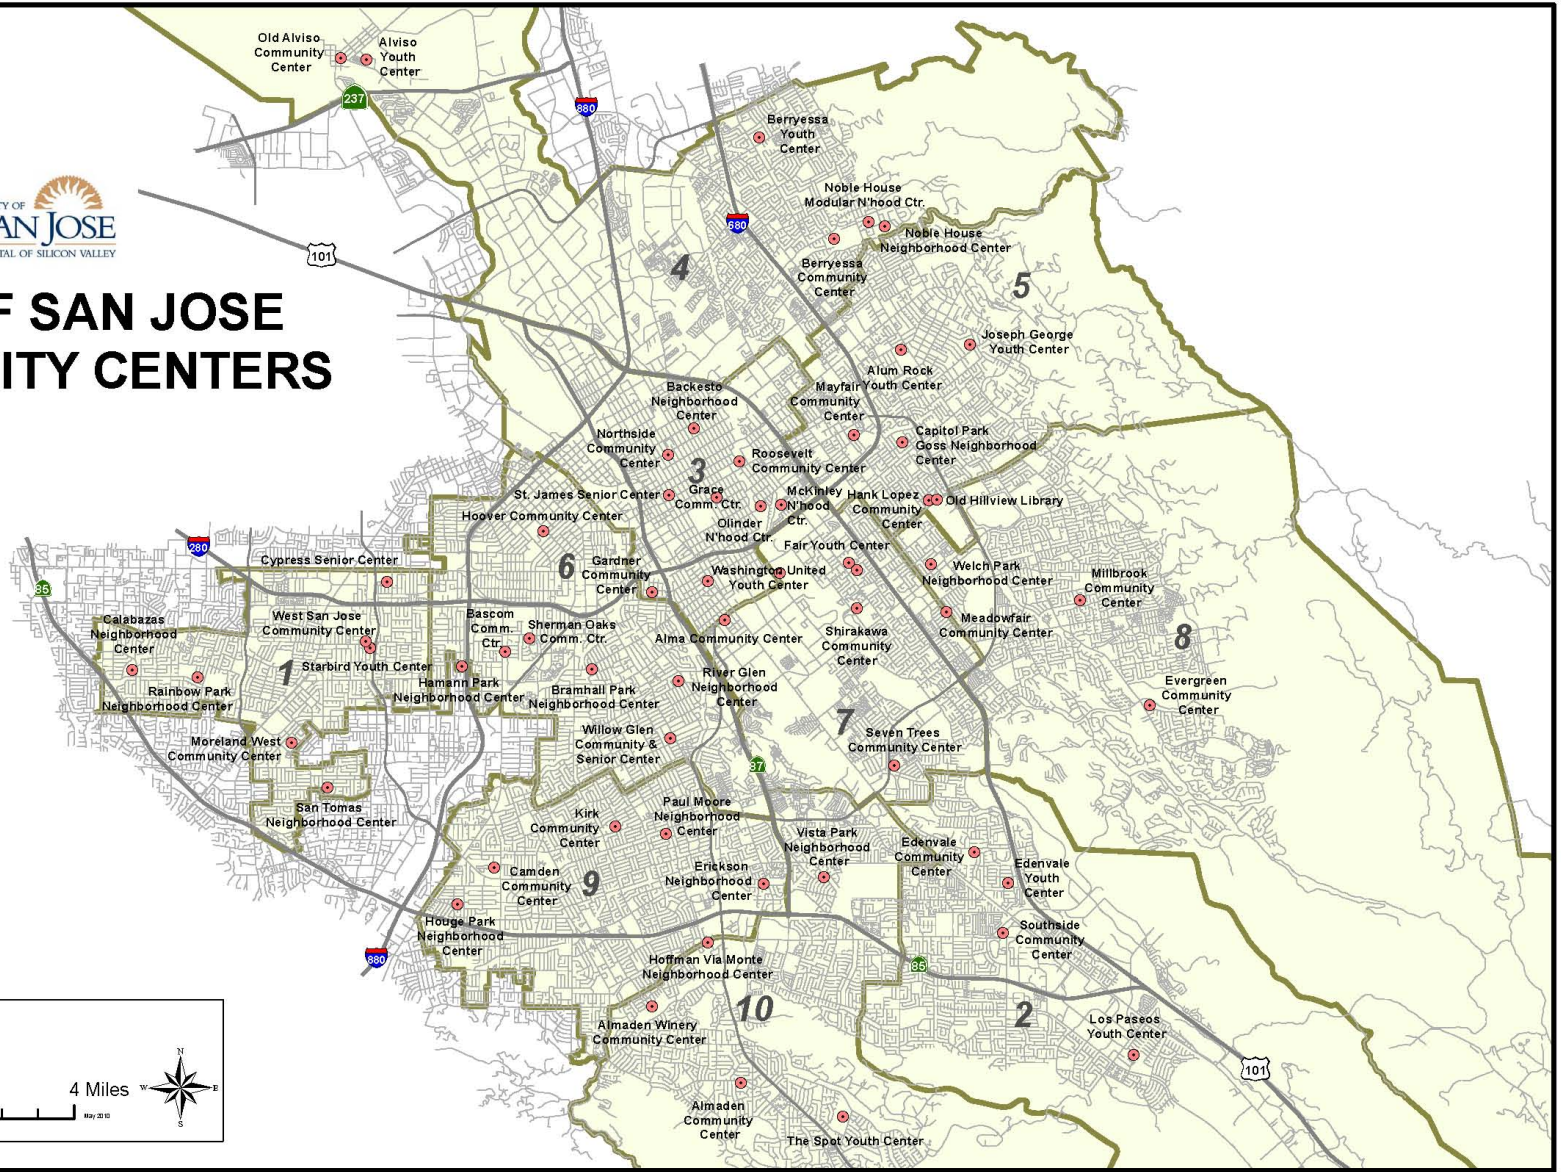 Old Alviso
Community
Center
Alviso
Youth
Center
237
880
Berryessa
Youth
Center
Noble House
Modular N'hood Ctr.
Noble House
Neighborhood Center
680
Berryessa
Community
Center
4
5
101
Y OF
AN JOSE
TAL OF SILICON VALLEY
F SAN JOSE
ITY CENTERS
Joseph George
Youth Center
Alum Rock
Youth Center
Mayfair
Community
Center
Backesto
Neighborhood
Center
Northside
Community
Center
Roosevelt
Community Center
Capitol Park
Goss Neighborhood
Center
3
St. James Senior Center
Grace
Comm. Ctr.
McKinley
N'hood
Ctr.
Hank Lopez
Community
Center
Old Hillview Library
Olinder
N'hood Ctr.
Hoover Community Center
Fair Youth Center
280
Cypress Senior Center
6
Gardner
Community
Center
Washington United
Youth Center
Welch Park
Neighborhood Center
Millbrook
Community
Center
85
Calabazas
Neighborhood
Center
West San Jose
Community Center
Bascom
Comm.
Ctr.
Sherman Oaks
Comm. Ctr.
Alma Community Center
Shirakawa
Community
Center
Meadowfair
Community Center
8
Starbird Youth Center
1
Rainbow Park
Neighborhood Center
Hamann Park
Neighborhood Center
Bramhall Park
Neighborhood Center
River Glen
Neighborhood
Center
Evergreen
Community
Center
7
Moreland West
Community Center
Willow Glen
Community &
Senior Center
Seven Trees
Community Center
87
San Tomas
Neighborhood Center
Kirk
Community
Center
Paul Moore
Neighborhood
Center
Vista Park
Neighborhood
Center
Edenvale
Community
Center
Edenvale
Youth
Center
Camden
Community
Center
9
Erickson
Neighborhood
Center
Houge Park
Neighborhood
Center
Southside
Community
Center
880
Hoffman Via Monte
Neighborhood Center
85
10
2
Almaden Winery
Community Center
Los Paseos
Youth Center
101
Almaden
Community
Center
The Spot Youth Center
4 Miles
May 2010
N
W
E
S